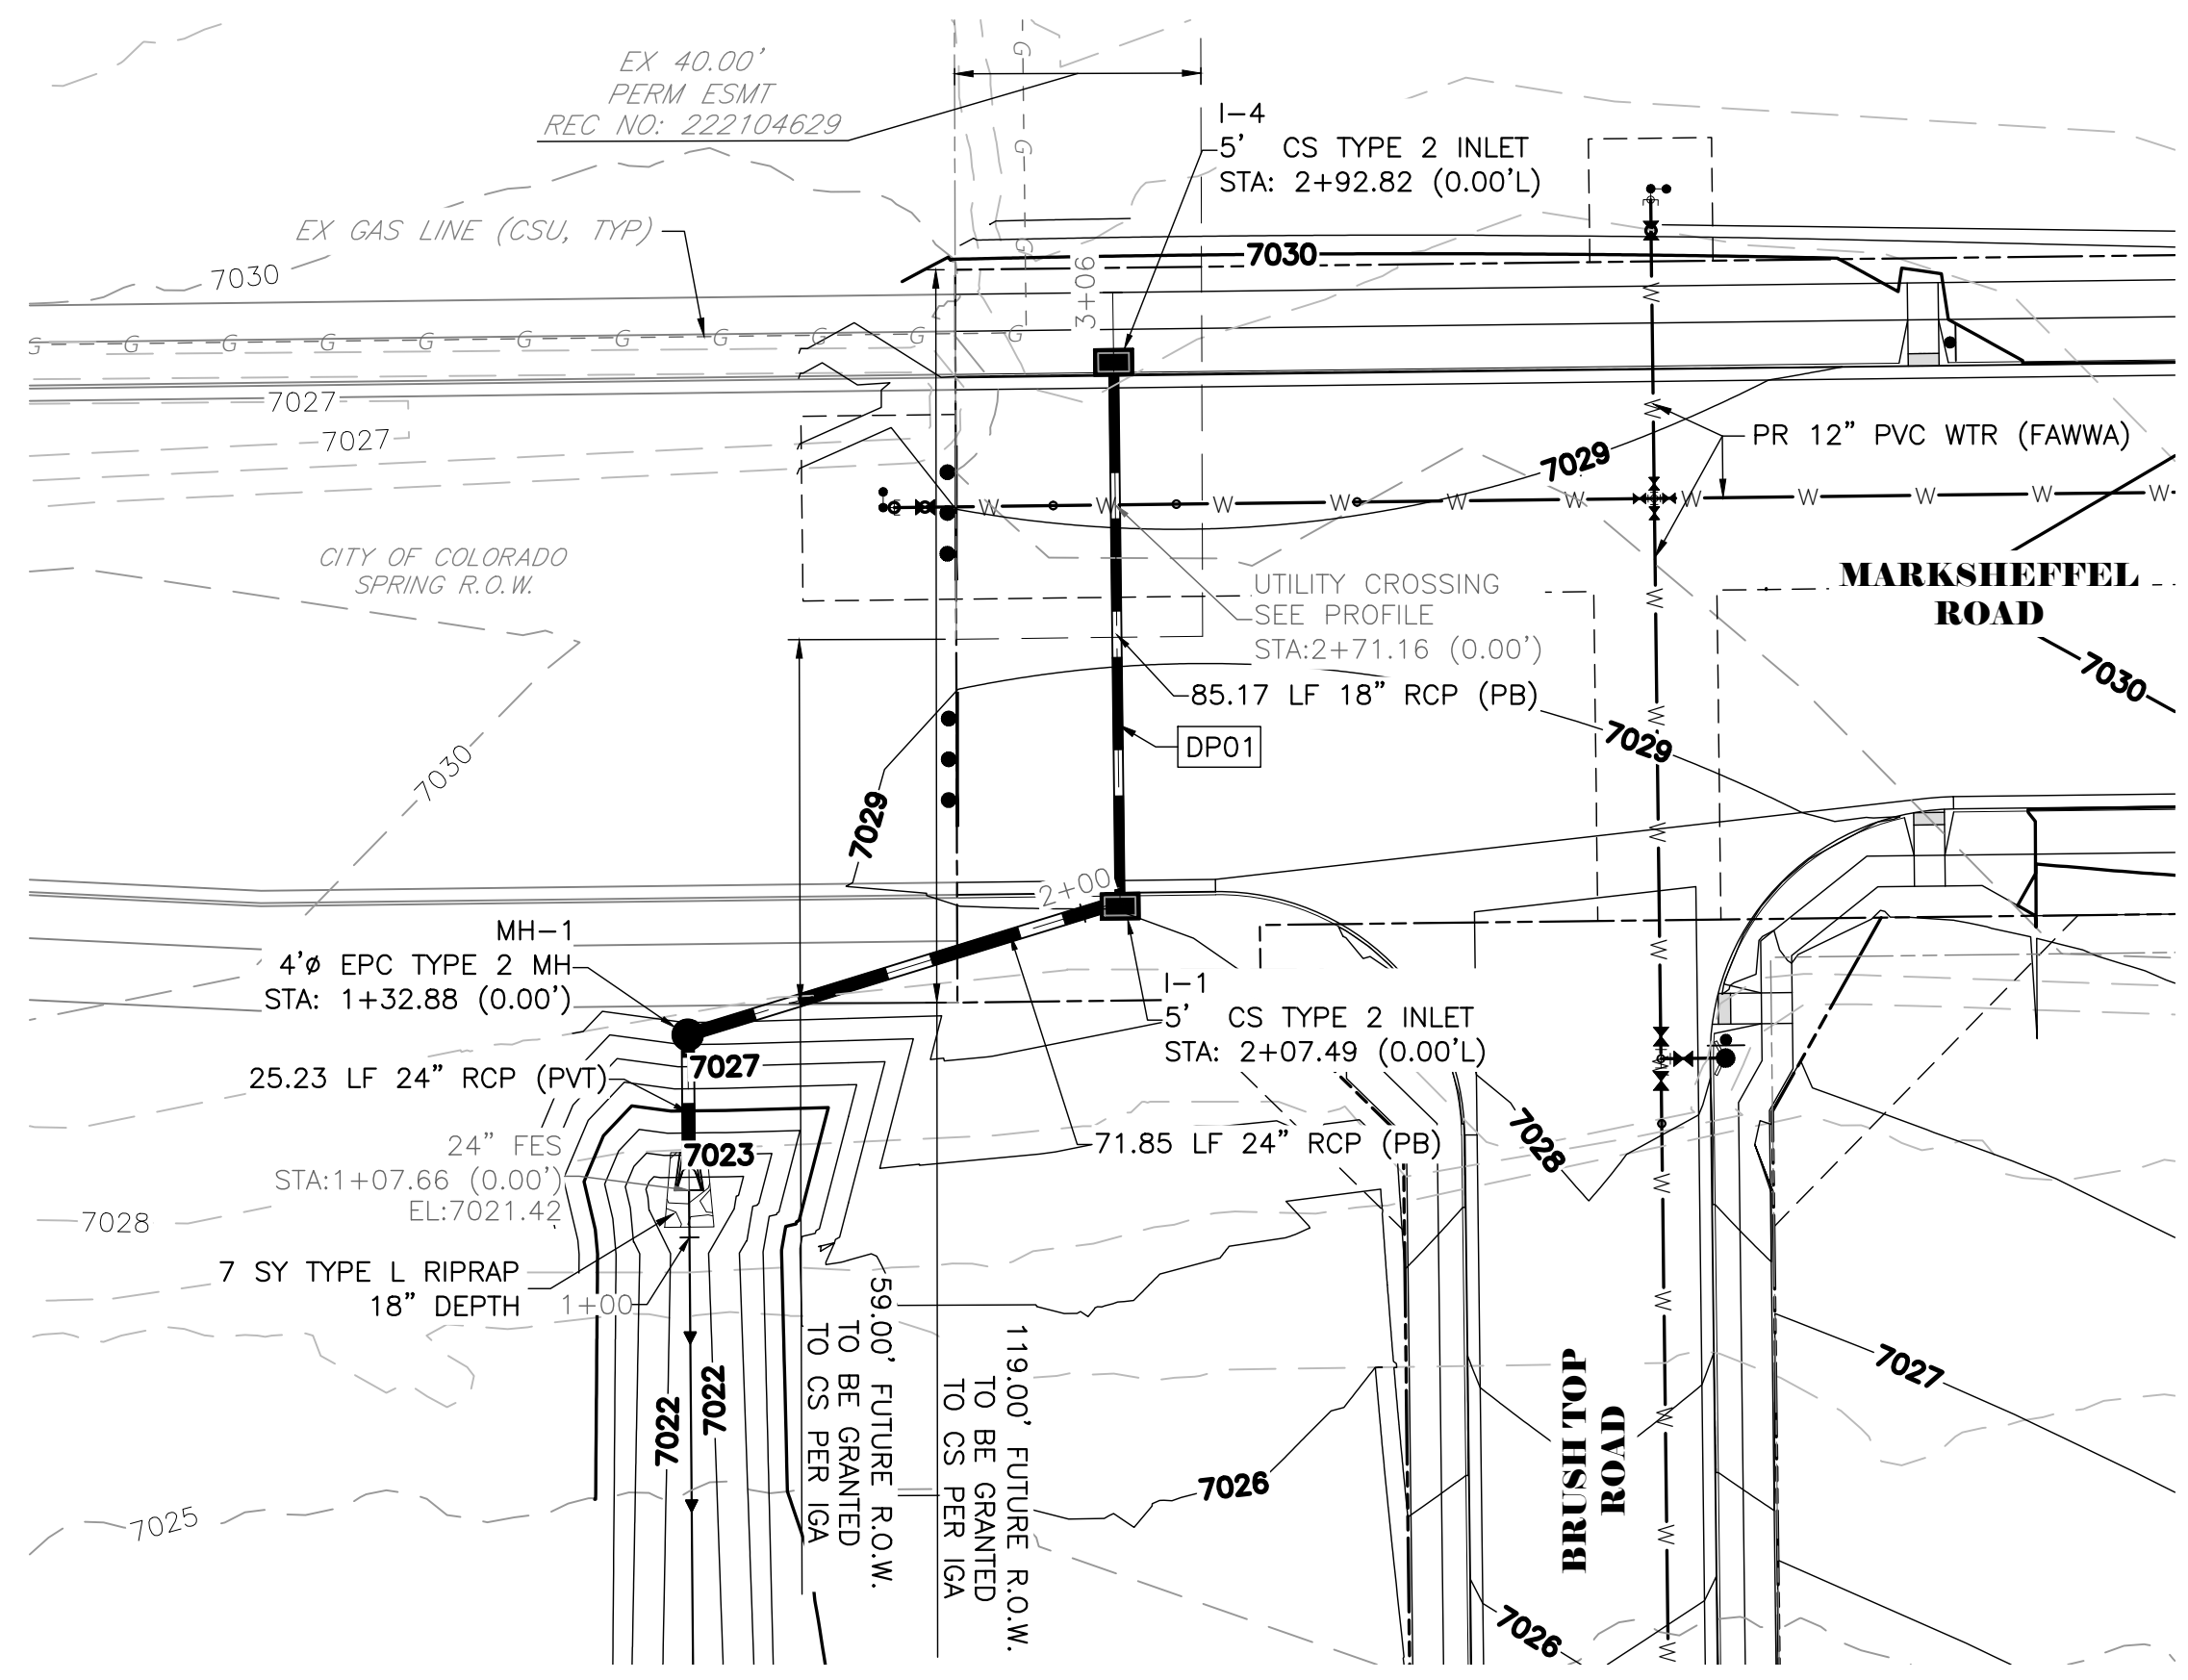 EX 40.00'
PERM ESMT
REC NO: 222104629
G
G
I-4
5'  CS TYPE 2 INLET
STA: 2+92.82 (0.00'L)
EX GAS LINE (CSU, TYP)
7030
G
7030
3+06
G
G
G
G
G
G
G
G
G
G
G
W
W
7027
7027
PR 12" PVC WTR (FAWWA)
7029
W
W
W
W
W
W
W
W
W
W
W
CITY OF COLORADO
SPRING R.O.W.
UTILITY CROSSING
SEE PROFILE
STA:2+71.16 (0.00')
MARKSHEFFEL
ROAD
W
7030
85.17 LF 18" RCP (PB)
W
7029
DP01
7030
7029
W
2+00
MH-1
4'ø EPC TYPE 2 MH
STA: 1+32.88 (0.00')
W
I-1
5'  CS TYPE 2 INLET
STA: 2+07.49 (0.00'L)
7027
25.23 LF 24" RCP (PVT)
71.85 LF 24" RCP (PB)
7028
24" FES
STA:1+07.66 (0.00')
EL:7021.42
7023
W
7028
7 SY TYPE L RIPRAP
18" DEPTH
1+00
W
59.00' FUTURE R.O.W.
TO BE GRANTED
TO CS PER IGA
119.00' FUTURE R.O.W.
TO BE GRANTED
TO CS PER IGA
7022
7022
BRUSHTOP
ROAD
W
7027
7026
7025
W
7026
W